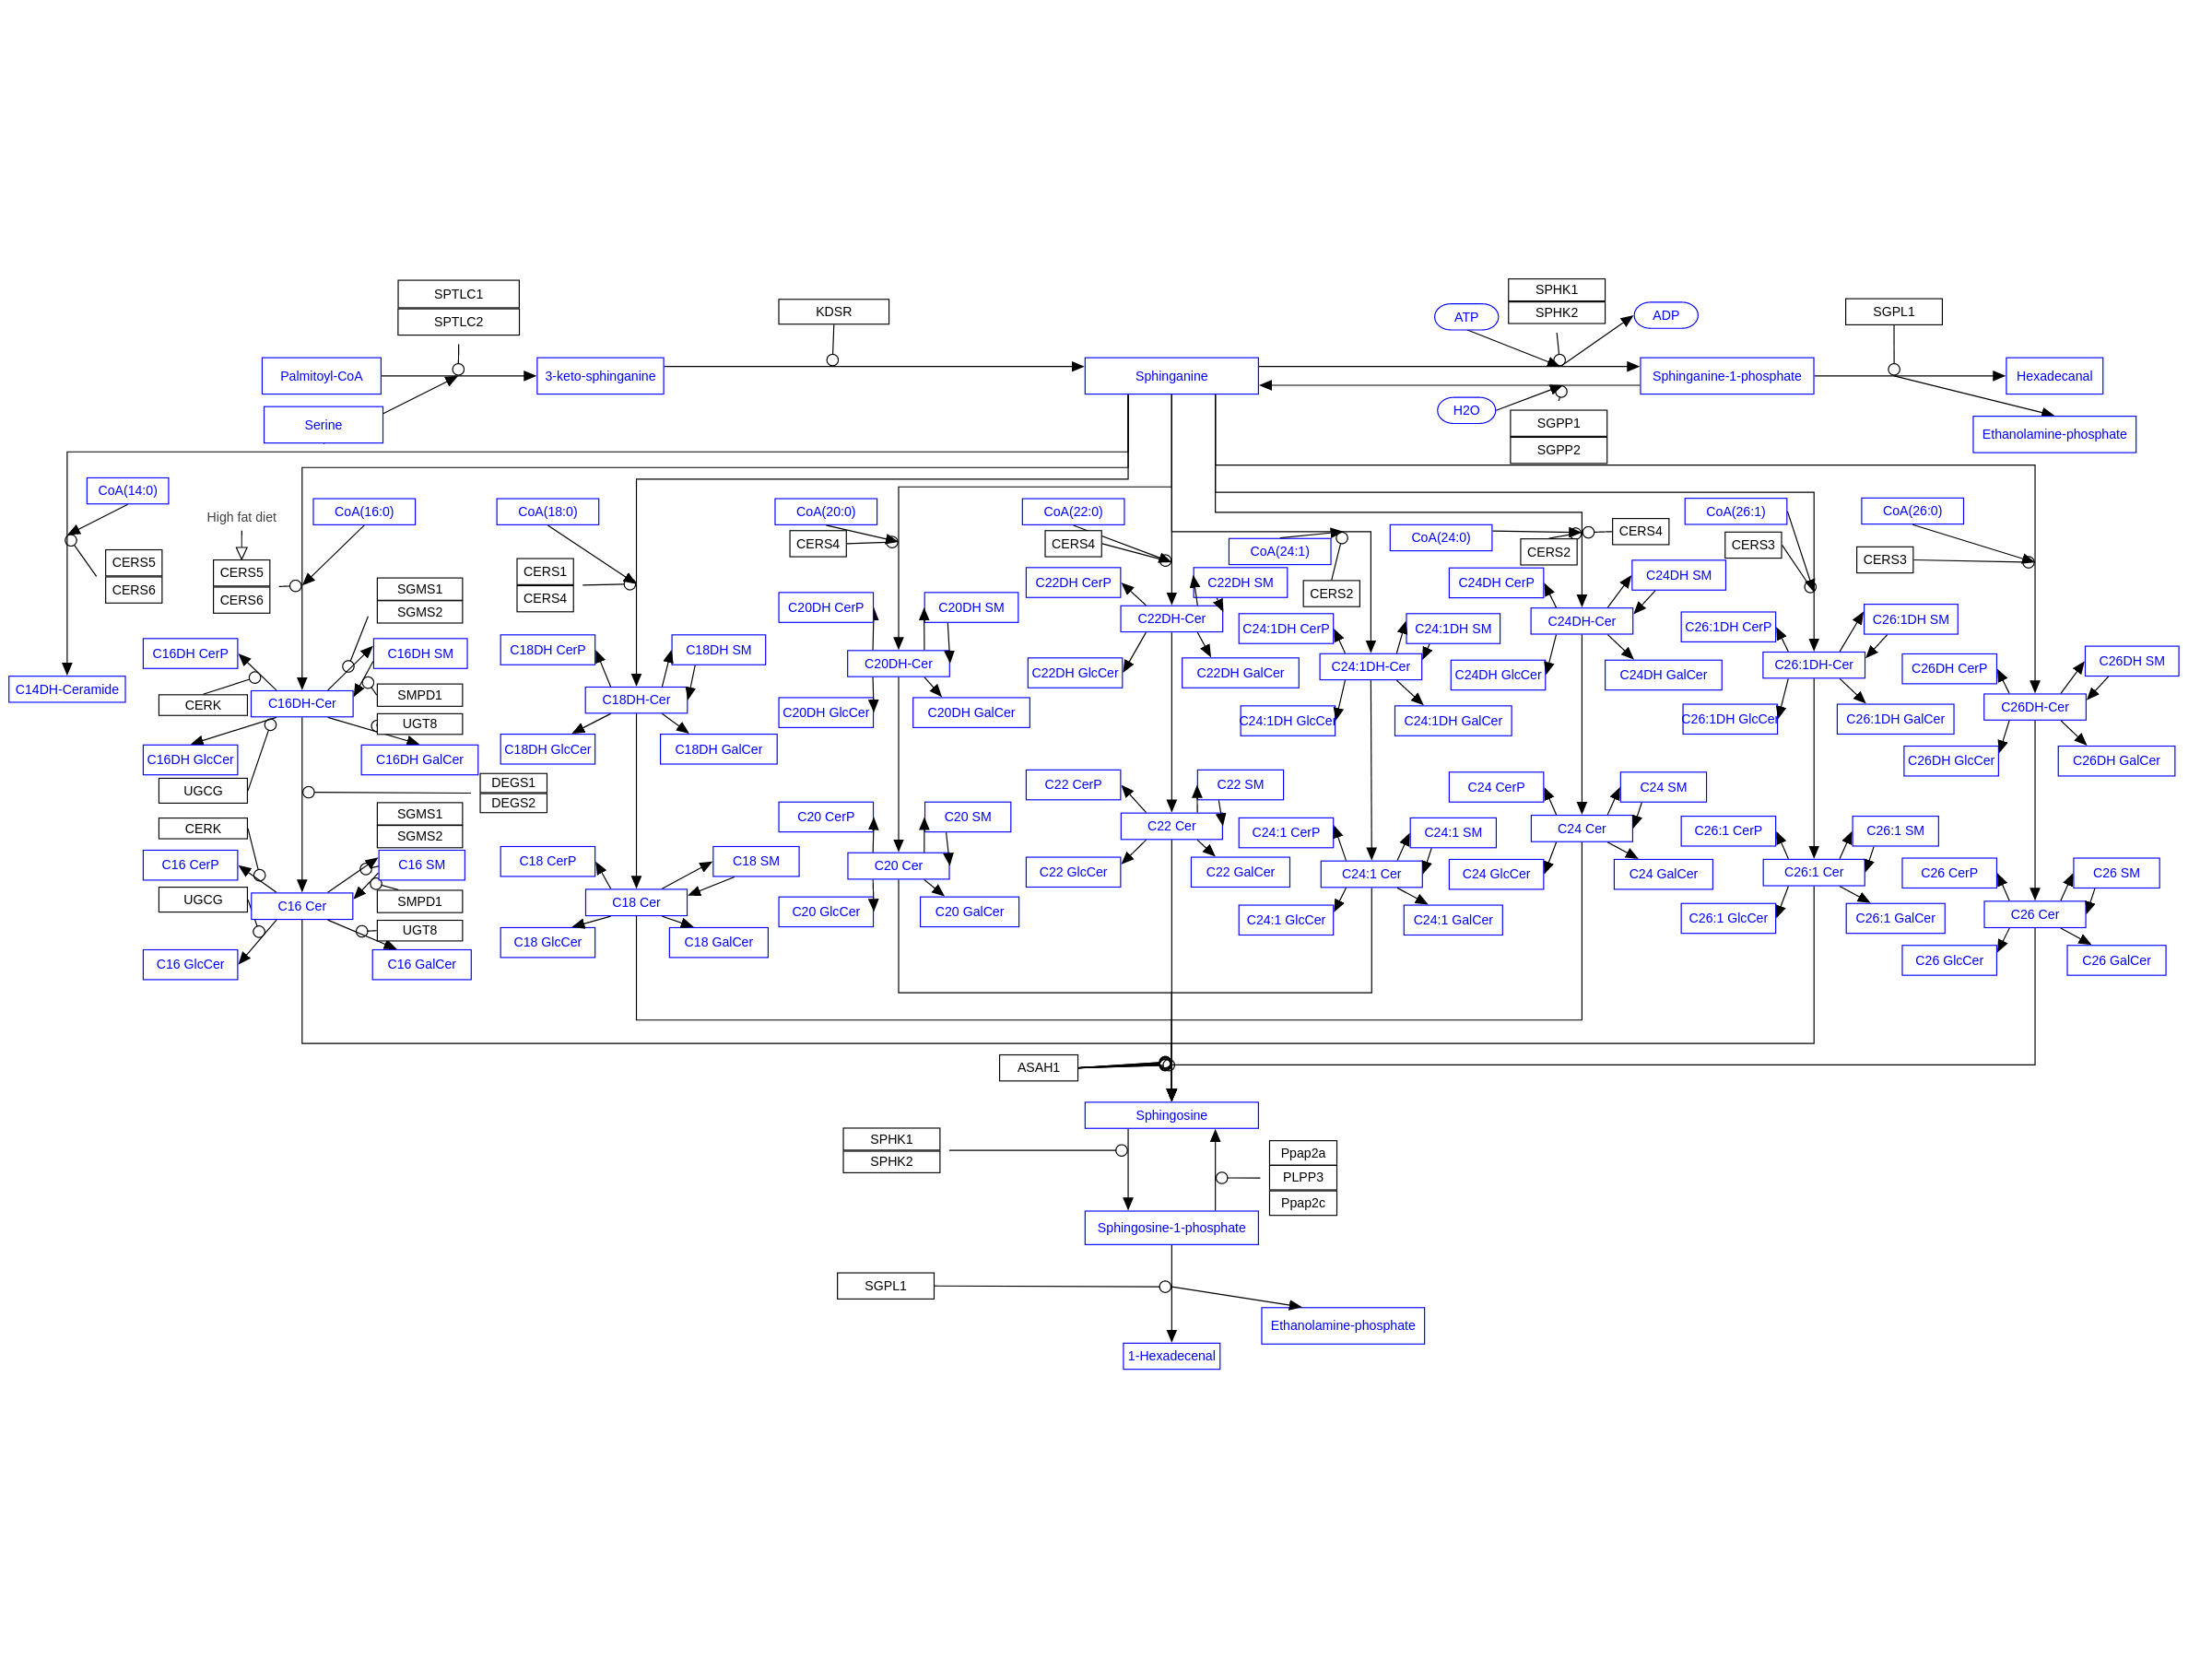 SPTLC1
SPTLC2
KDSR
ATP
SPHK1
SPHK2
ADP
SGPL1
Palmitoyl-CoA
3-keto-sphinganine
Sphinganine
Sphinganine-1-phosphate
Hexadecanal
Serine
H2O
SGPP1
SGPP2
Ethanolamine-phosphate
CoA(14:0)
High fat diet
CoA(16:0)
CoA(18:0)
CoA(20:0)
CoA(22:0)
CoA(24:1)
CoA(24:0)
CoA(26:1)
CoA(26:0)
CERS5
CERS6
CERS5
CERS6
CERS1
CERS4
CERS4
CERS4
CERS2
CERS2
CERS4
CERS3
CERS3
C14DH-Ceramide
SGMS1
SGMS2
C16DH CerP
C16DH SM
CERK
C16DH-Cer
SMPD1
UGT8
C16DH GlcCer
C16DH GalCer
UGCG
DEGS1
DEGS2
C18DH CerP
C18DH SM
C18DH-Cer
C18DH GlcCer
C18DH GalCer
C20DH CerP
C20DH SM
C20DH-Cer
C20DH GlcCer
C20DH GalCer
C22DH CerP
C22DH SM
C22DH-Cer
C22DH GlcCer
C22DH GalCer
C24:1DH CerP
C24:1DH SM
C24:1DH-Cer
C24:1DH GlcCer
C24:1DH GalCer
C24DH CerP
C24DH SM
C24DH-Cer
C24DH GlcCer
C24DH GalCer
C26:1DH CerP
C26:1DH SM
C26:1DH-Cer
C26:1DH GlcCer
C26:1DH GalCer
C26DH CerP
C26DH SM
C26DH-Cer
C26DH GlcCer
C26DH GalCer
CERK
SGMS1
SGMS2
C16 CerP
C16 SM
UGCG
C16 Cer
SMPD1
UGT8
C16 GlcCer
C16 GalCer
C18 CerP
C18 SM
C18 Cer
C18 GlcCer
C18 GalCer
C20 CerP
C20 SM
C20 Cer
C20 GlcCer
C20 GalCer
C22 CerP
C22 SM
C22 Cer
C22 GlcCer
C22 GalCer
C24:1 CerP
C24:1 SM
C24:1 Cer
C24:1 GlcCer
C24:1 GalCer
C24 CerP
C24 SM
C24 Cer
C24 GlcCer
C24 GalCer
C26:1 CerP
C26:1 SM
C26:1 Cer
C26:1 GlcCer
C26:1 GalCer
C26 CerP
C26 SM
C26 Cer
C26 GlcCer
C26 GalCer
ASAH1
Sphingosine
SPHK1
SPHK2
Ppap2a
PLPP3
Ppap2c
Sphingosine-1-phosphate
SGPL1
Ethanolamine-phosphate
1-Hexadecenal